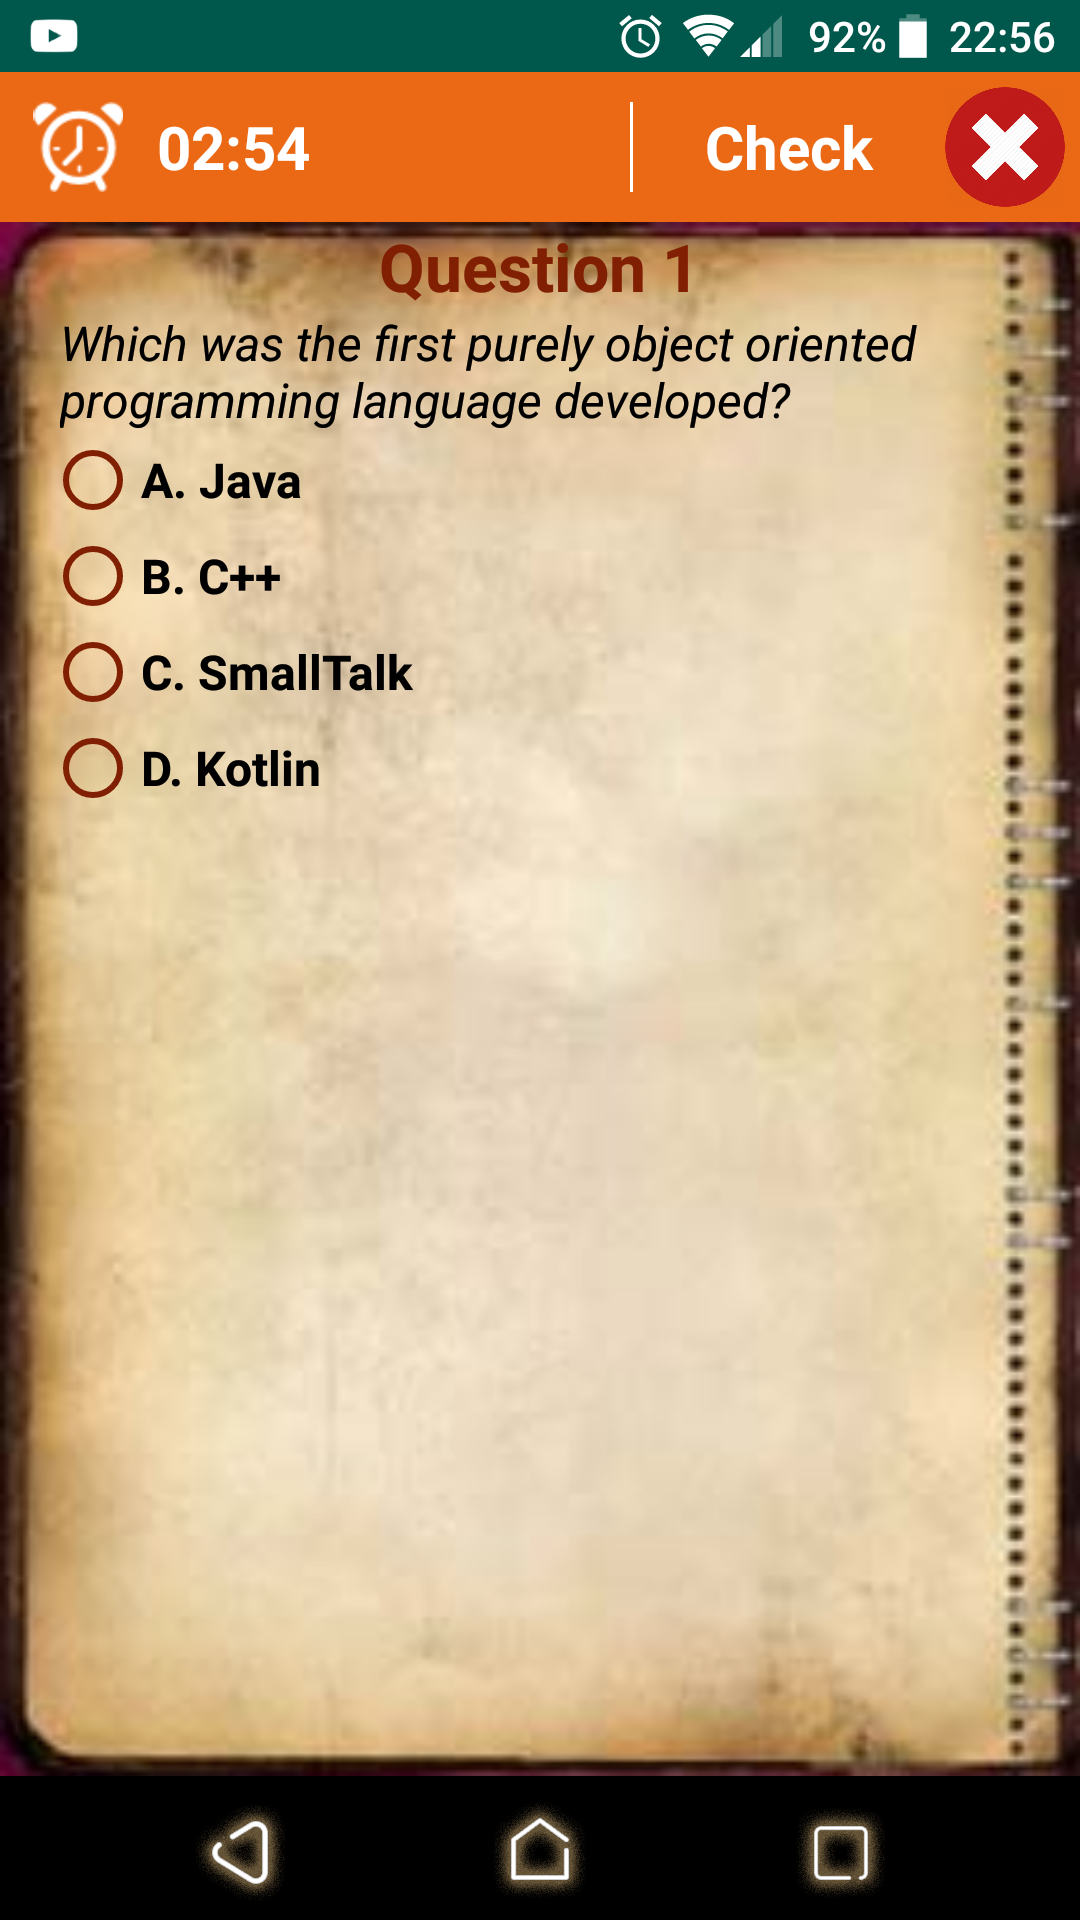 92% 22:56
02:54 Check
Question 1
Which was the first purely object oriented
programming language developed?
A. Java
B. C++
C. SmallTalk
D. Kotlin